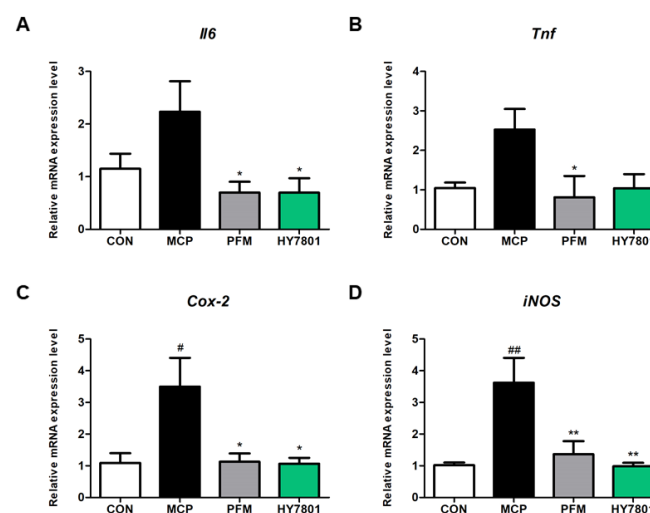 A
Il6
Relative mRNA expression level
3
2
1
0
*
*
CON MCP PFM HY7801
B
Tnf
Relative mRNA expression level
4
3
2
1
0
*
CON MCP PFM HY7801
C
Cox-2
Relative mRNA expression level
5
4
3
2
1
0
#
*
*
CON MCP PFM HY7801
D
iNOS
Relative mRNA expression level
5
4
3
2
1
0
##
**
**
CON MCP PFM HY7801